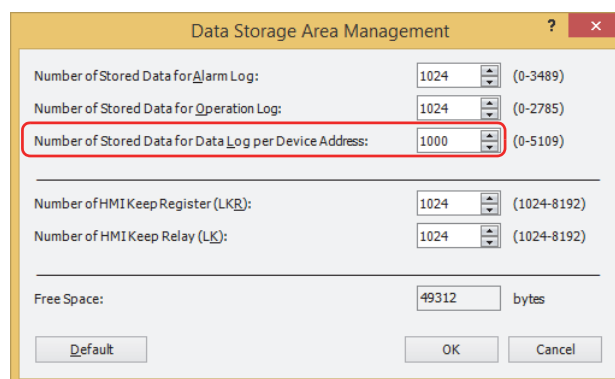 Data Storage Area Management ? ×
Number of Stored Data for Alarm Log: 1024 (0-3489)
Number of Stored Data for Operation Log: 1024 (0-2785)
Number of Stored Data for Data Log per Device Address: 1000 (0-5109)
Number of HMI Keep Register (LKR): 1024 (1024-8192)
Number of HMI Keep Relay (LK): 1024 (1024-8192)
Free Space: 49312 bytes
Default OK Cancel